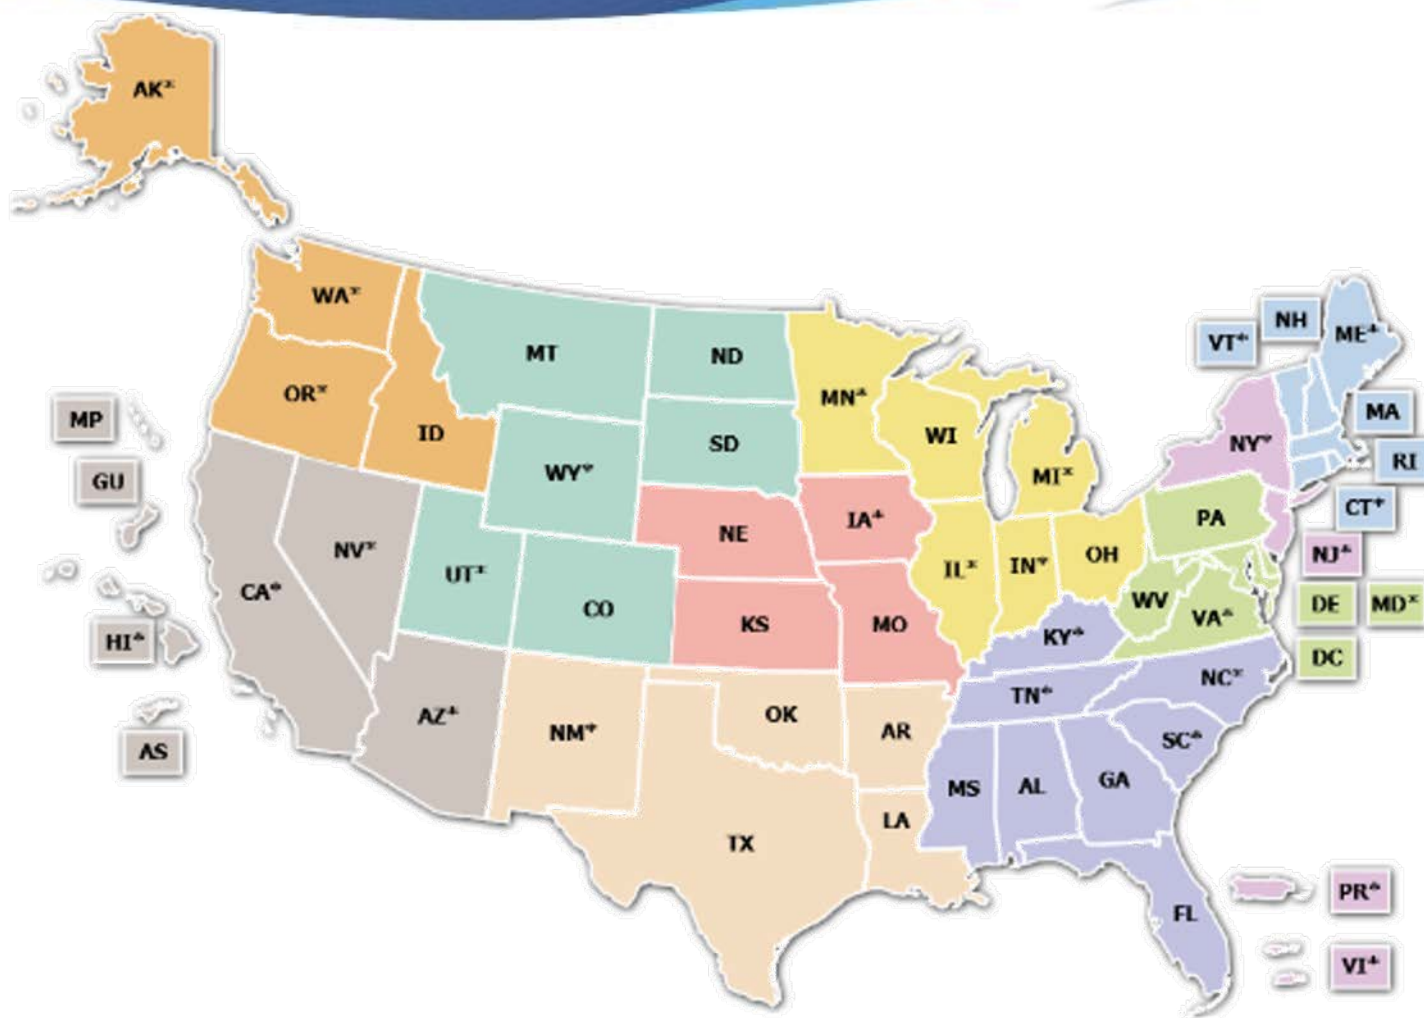 AK*
WA*
MT
ND
OR*
ID
SD
WY*
MN*
WI
MI*
NH
VT*
ME*
MA
NY*
RI
CT*
MP
GU
NV*
CA*
HI*
AS
UT*
CO
NE
IA*
KS
MO
IL*
IN*
OH
PA
NJ*
WV
VA*
DE
MD*
DC
KY*
TN*
NC*
SC*
AZ*
NM*
OK
AR
TX
LA
MS
AL
GA
FL
PR*
VI*